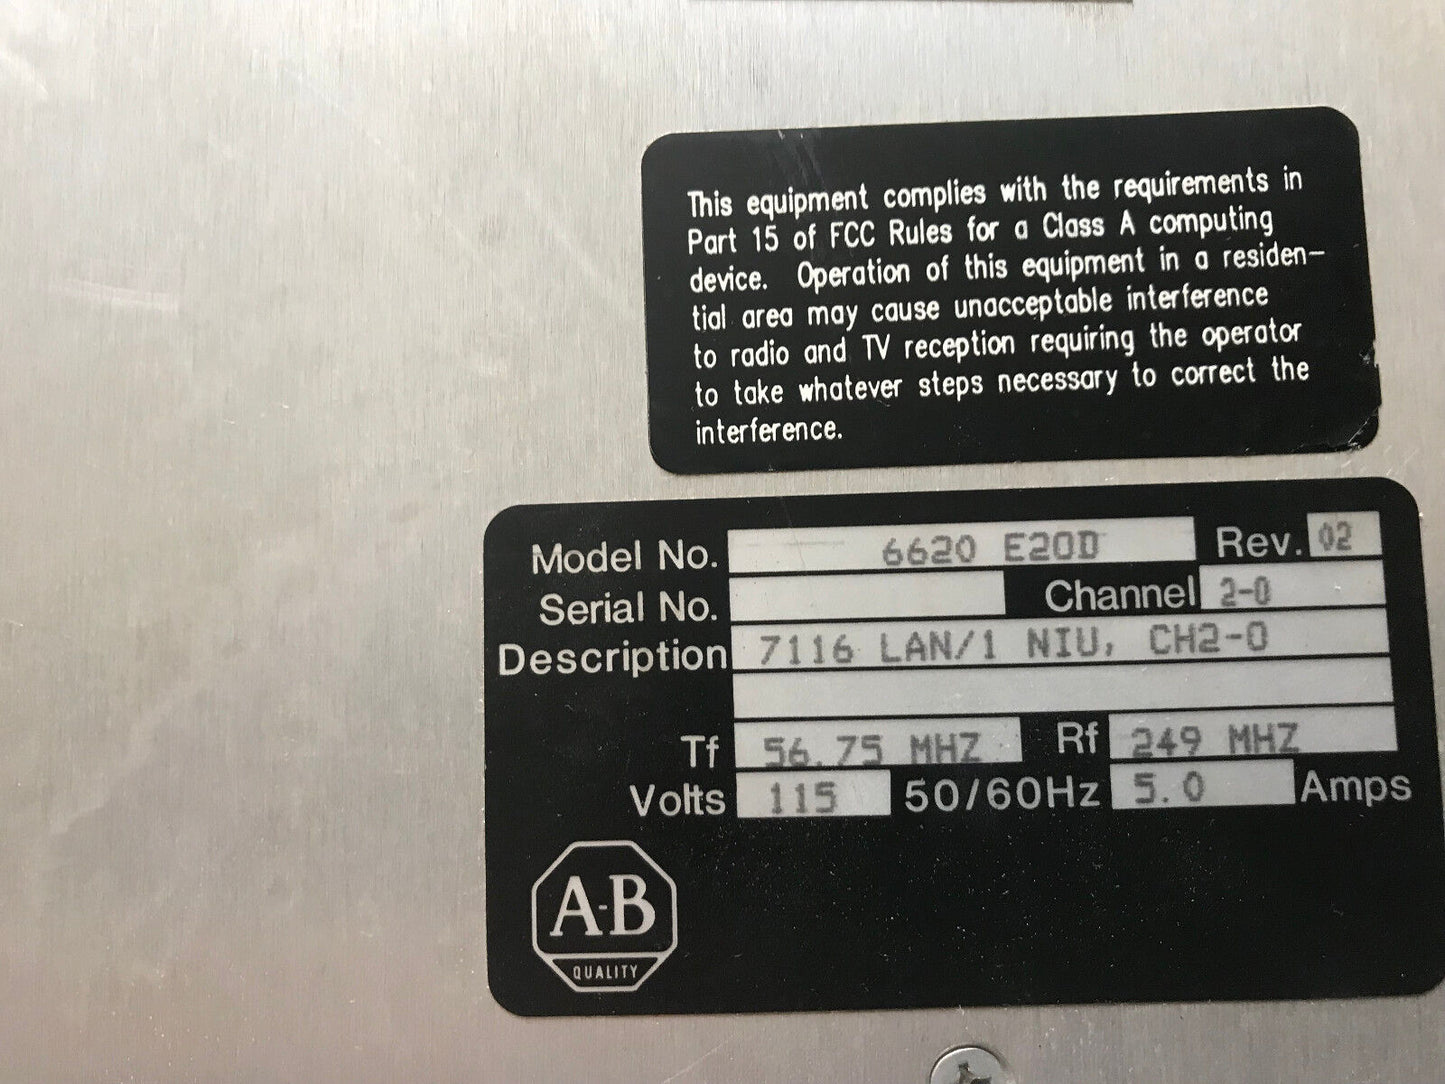 This equipment complies with the requirements in
Part 15 of FCC Rules for a Class A computing
device. Operation of this equipment in a residen-
tial area may cause unacceptable interference
to radio and TV reception requiring the operator
to take whatever steps necessary to correct the
interference.
Model No. 6620 E20D Rev. 02
Serial No. Channel 2-0
Description 7116 LAN/1 NIU, CH2-0
Tf 56.75 MHZ Rf 249 MHZ
Volts 115 50/60Hz 5.0 Amps
A-B
QUALITY